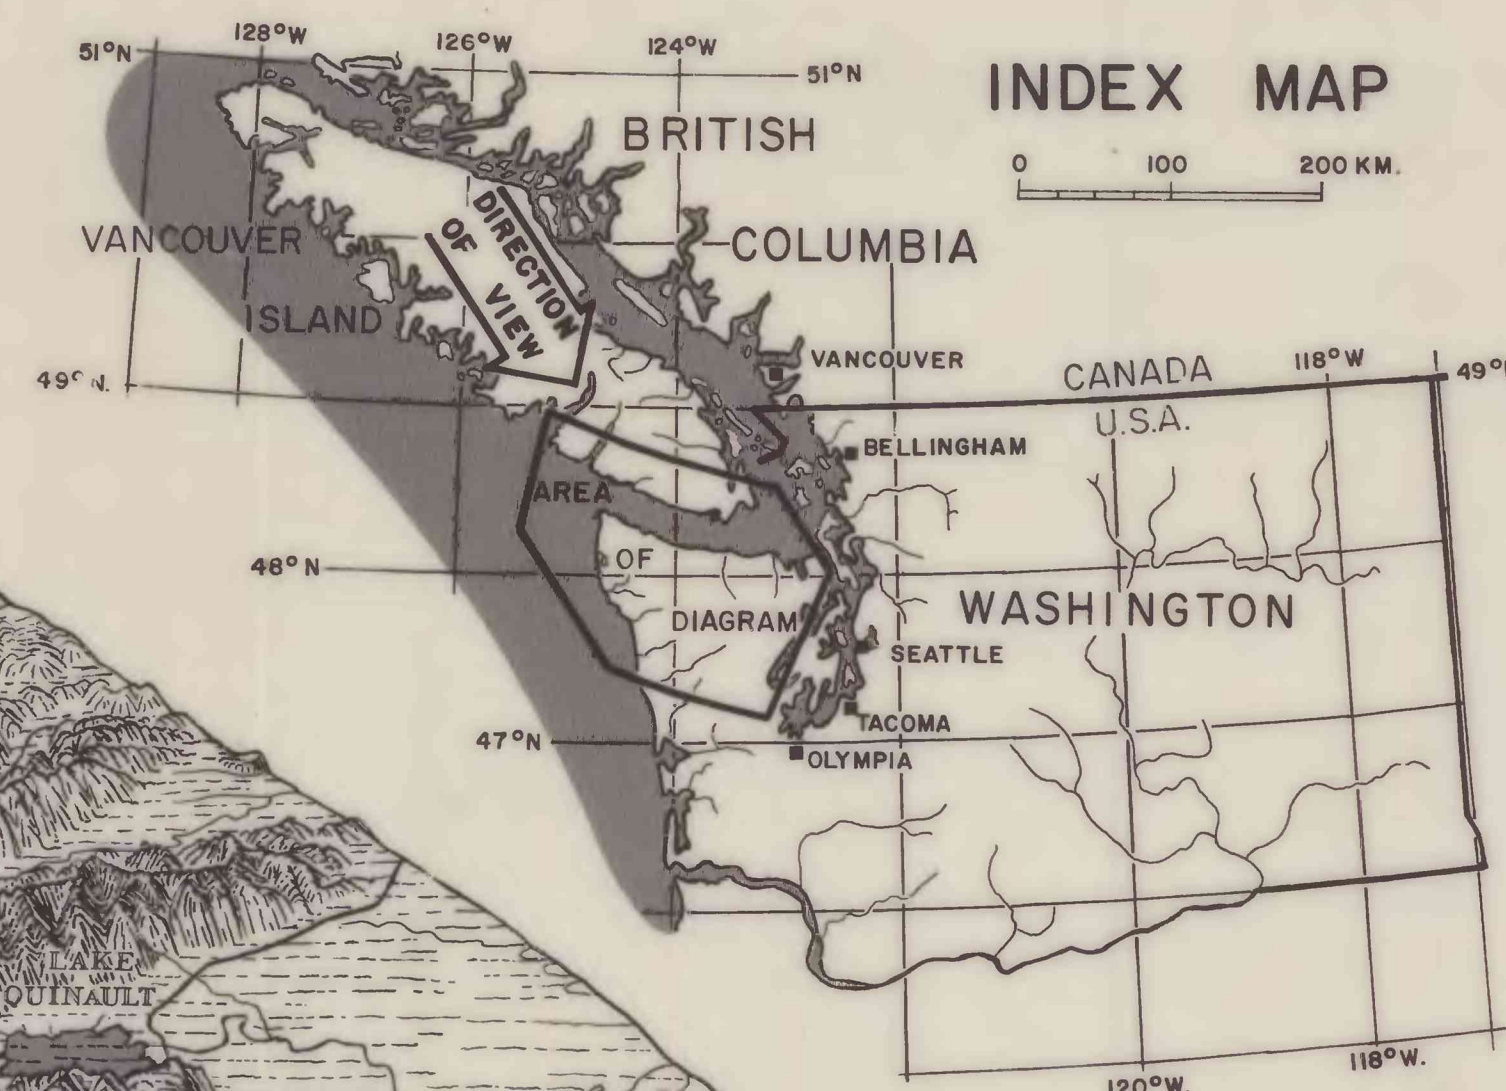 128°W
126°W
124°W
51°N
51°N
INDEX MAP
BRITISH
0 100 200 KM.
DIRECTION
OF VIEW
VANCOUVER
COLUMBIA
ISLAND
VANCOUVER
118°W
49° N.
CANADA
U.S.A.
BELLINGHAM
AREA
OF
48°N
WASHINGTON
DIAGRAM
SEATTLE
TACOMA
47°N
OLYMPIA
LAKE
QUINAULT
118°W.
120°W.